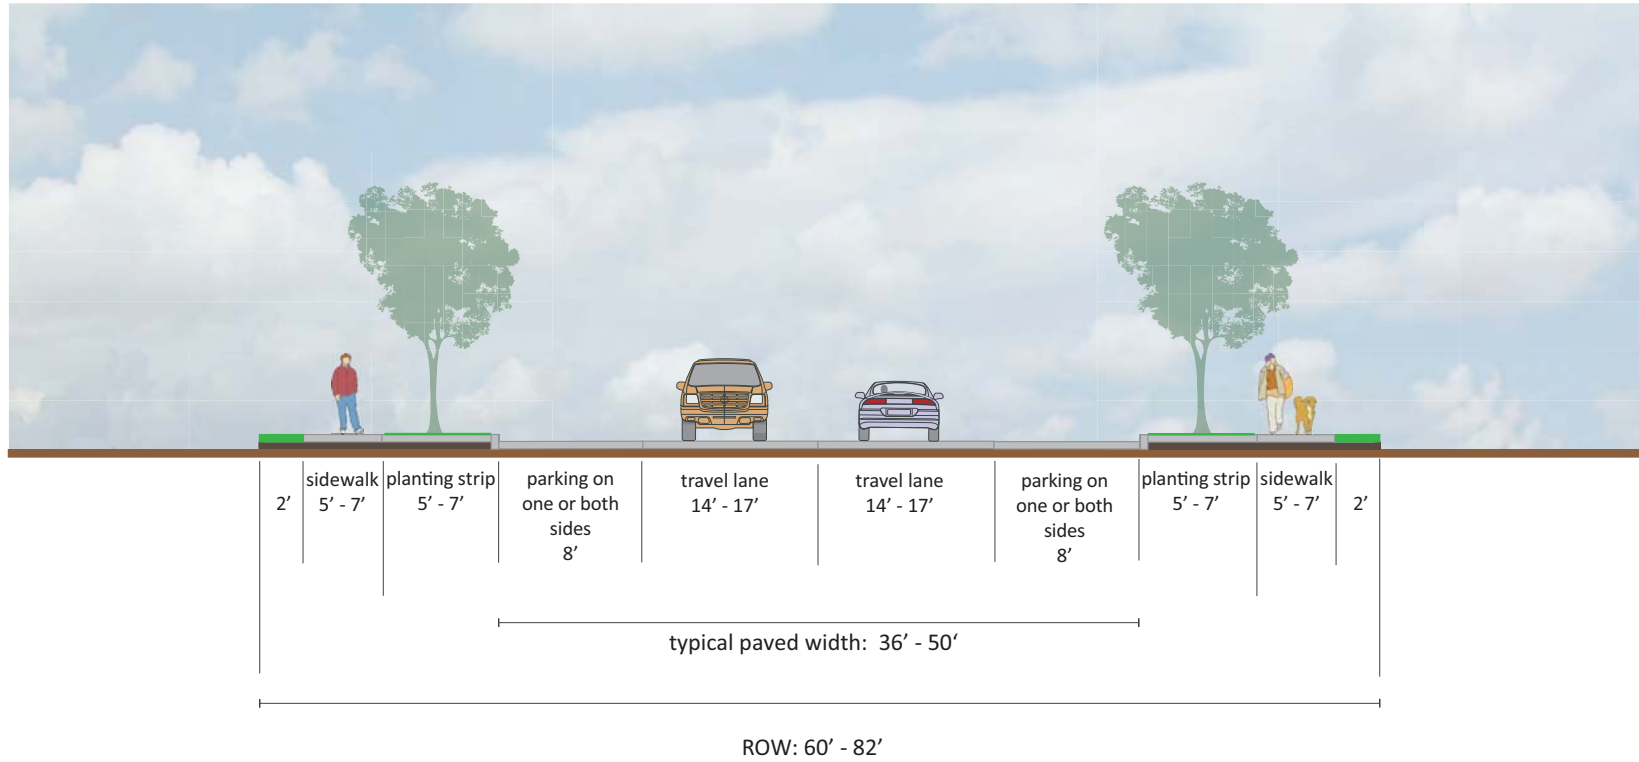 2’
sidewalk
5’ - 7’
planting strip
5’ - 7’
parking on
one or both
sides
8’
travel lane
14’ - 17’
travel lane
14’ - 17’
parking on
one or both
sides
8’
planting strip
5’ - 7’
sidewalk
5’ - 7’
2’
typical paved width:  36’ - 50‘
ROW: 60’ - 82’